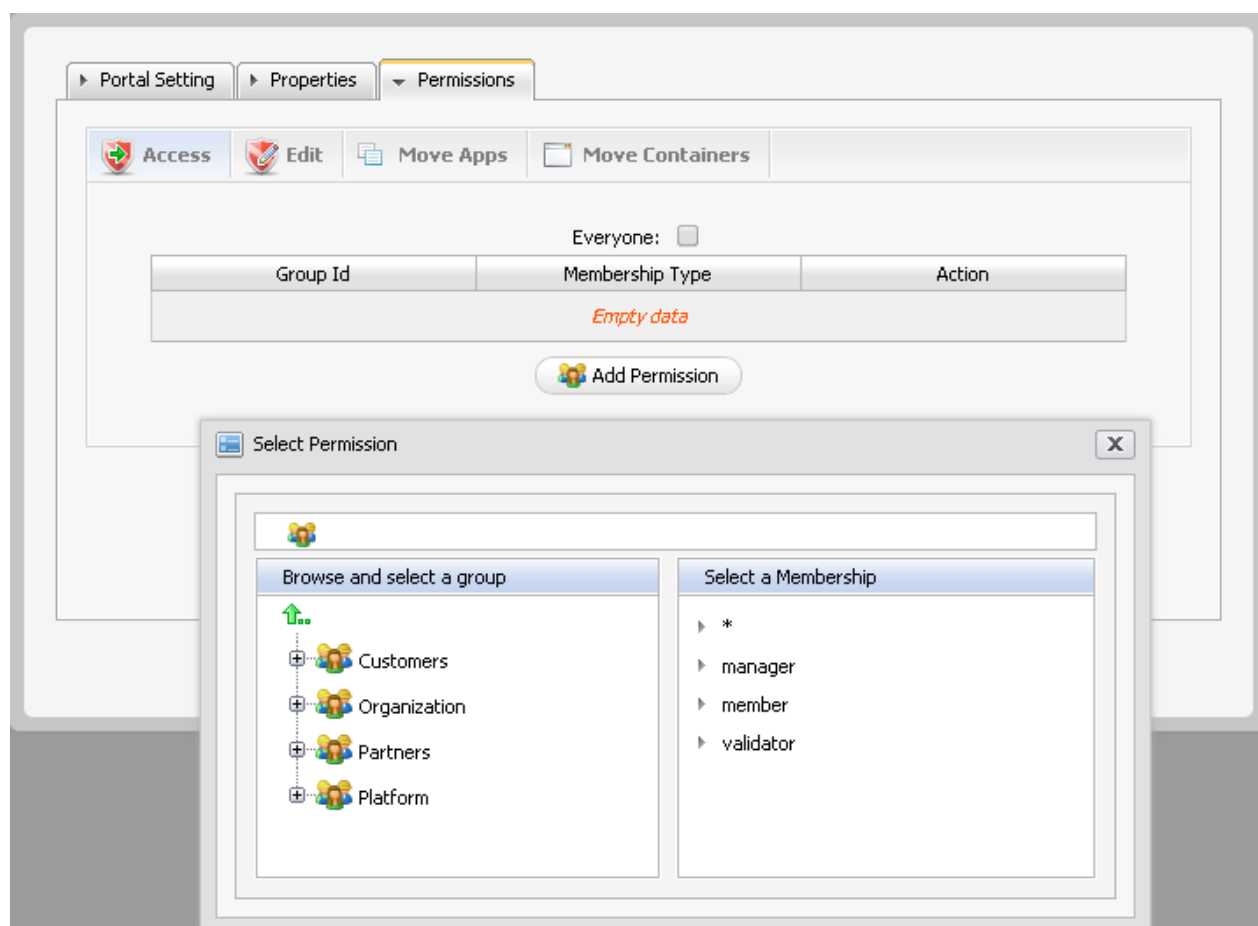 Portal Setting Properties Permissions
Access Edit Move Apps Move Containers
Everyone:
Group Id Membership Type Action
Empty data
Add Permission
Select Permission
Browse and select a group Select a Membership
*
Customers manager
Organization member
Partners validator
Platform